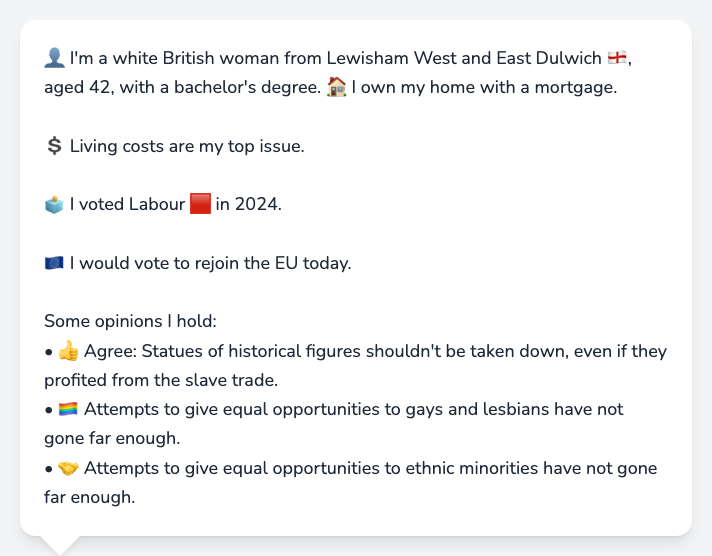 👤 I'm a white British woman from Lewisham West and East Dulwich 🏴󠁧󠁢󠁥󠁮󠁧󠁿,
aged 42, with a bachelor's degree. 🏠 I own my home with a mortgage.
💲 Living costs are my top issue.
🗳️ I voted Labour 🟥 in 2024.
🇪🇺 I would vote to rejoin the EU today.
Some opinions I hold:
• 👍 Agree: Statues of historical figures shouldn't be taken down, even if they
profited from the slave trade.
• 🏳️‍🌈 Attempts to give equal opportunities to gays and lesbians have not
gone far enough.
• 🤝 Attempts to give equal opportunities to ethnic minorities have not gone
far enough.